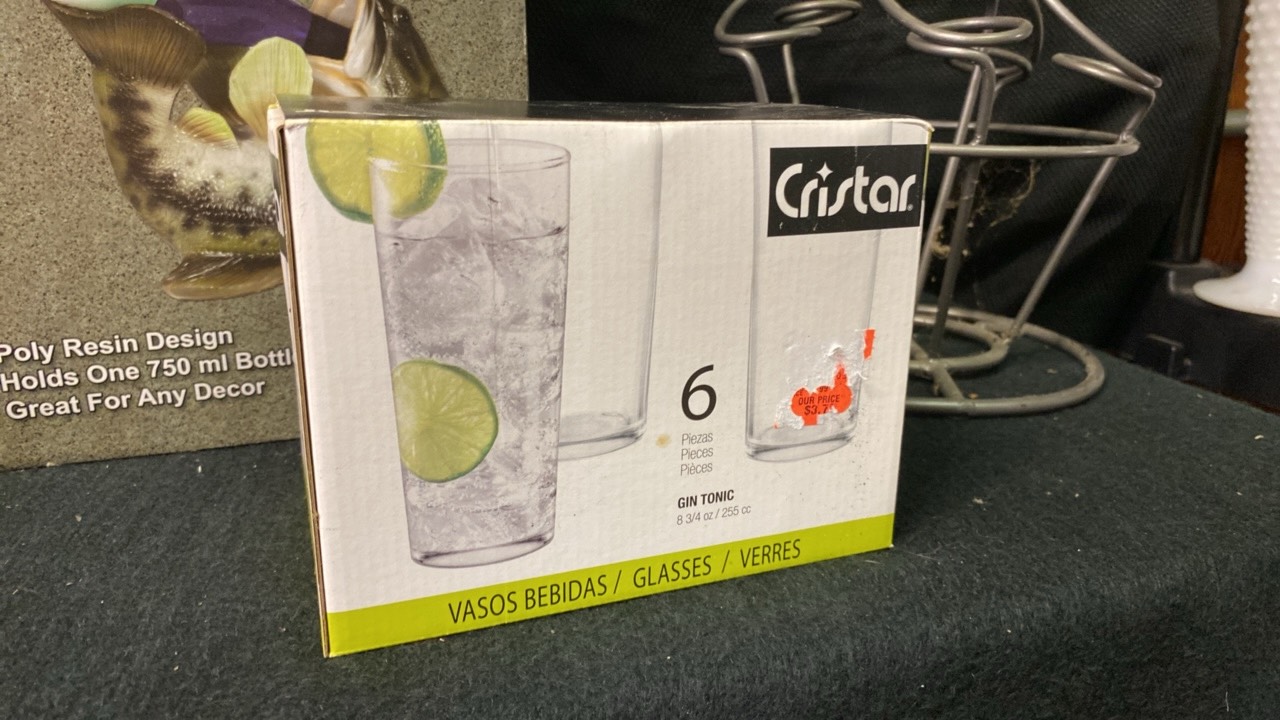 Poly Resin Design
Holds One 750 ml Bottl
Great For Any Decor
Cristar
OUR PRICE
6
Piezas
Pieces
Pièces
GIN TONIC
8 3/4 oz / 255 cc
VASOS BEBIDAS / GLASSES / VERRES